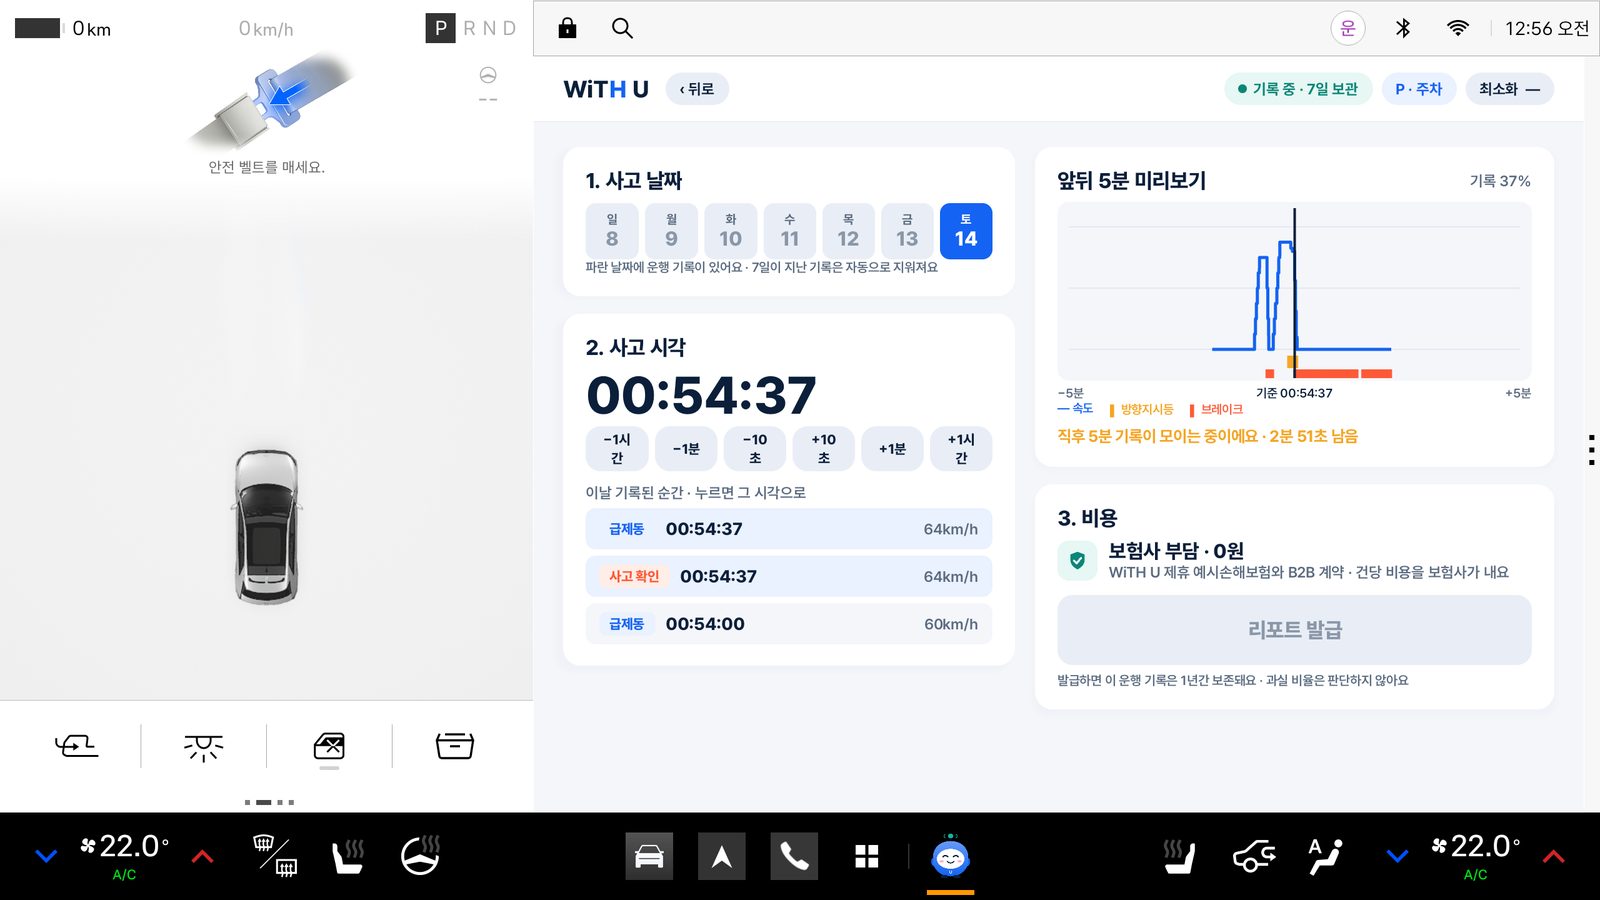 0 km
0 km/h
P R N D
안전 벨트를 매세요.
운
12:56 오전
WiTH U
‹ 뒤로
기록 중 · 7일 보관
P · 주차
최소화 —
1. 사고 날짜
일 월 화 수 목 금 토
8 9 10 11 12 13 14
파란 날짜에 운행 기록이 있어요 · 7일이 지난 기록은 자동으로 지워져요
2. 사고 시각
00:54:37
−1시간 −1분 −10초 +10초 +1분 +1시간
이날 기록된 순간 · 누르면 그 시각으로
급제동 00:54:37 64km/h
사고 확인 00:54:37 64km/h
급제동 00:54:00 60km/h
앞뒤 5분 미리보기
기록 37%
−5분 기준 00:54:37 +5분
속도 방향지시등 브레이크
직후 5분 기록이 모이는 중이에요 · 2분 51초 남음
3. 비용
보험사 부담 · 0원
WiTH U 제휴 예시손해보험와 B2B 계약 · 건당 비용을 보험사가 내요
리포트 발급
발급하면 이 운행 기록은 1년간 보존돼요 · 과실 비율은 판단하지 않아요
22.0°
A/C
A
22.0°
A/C